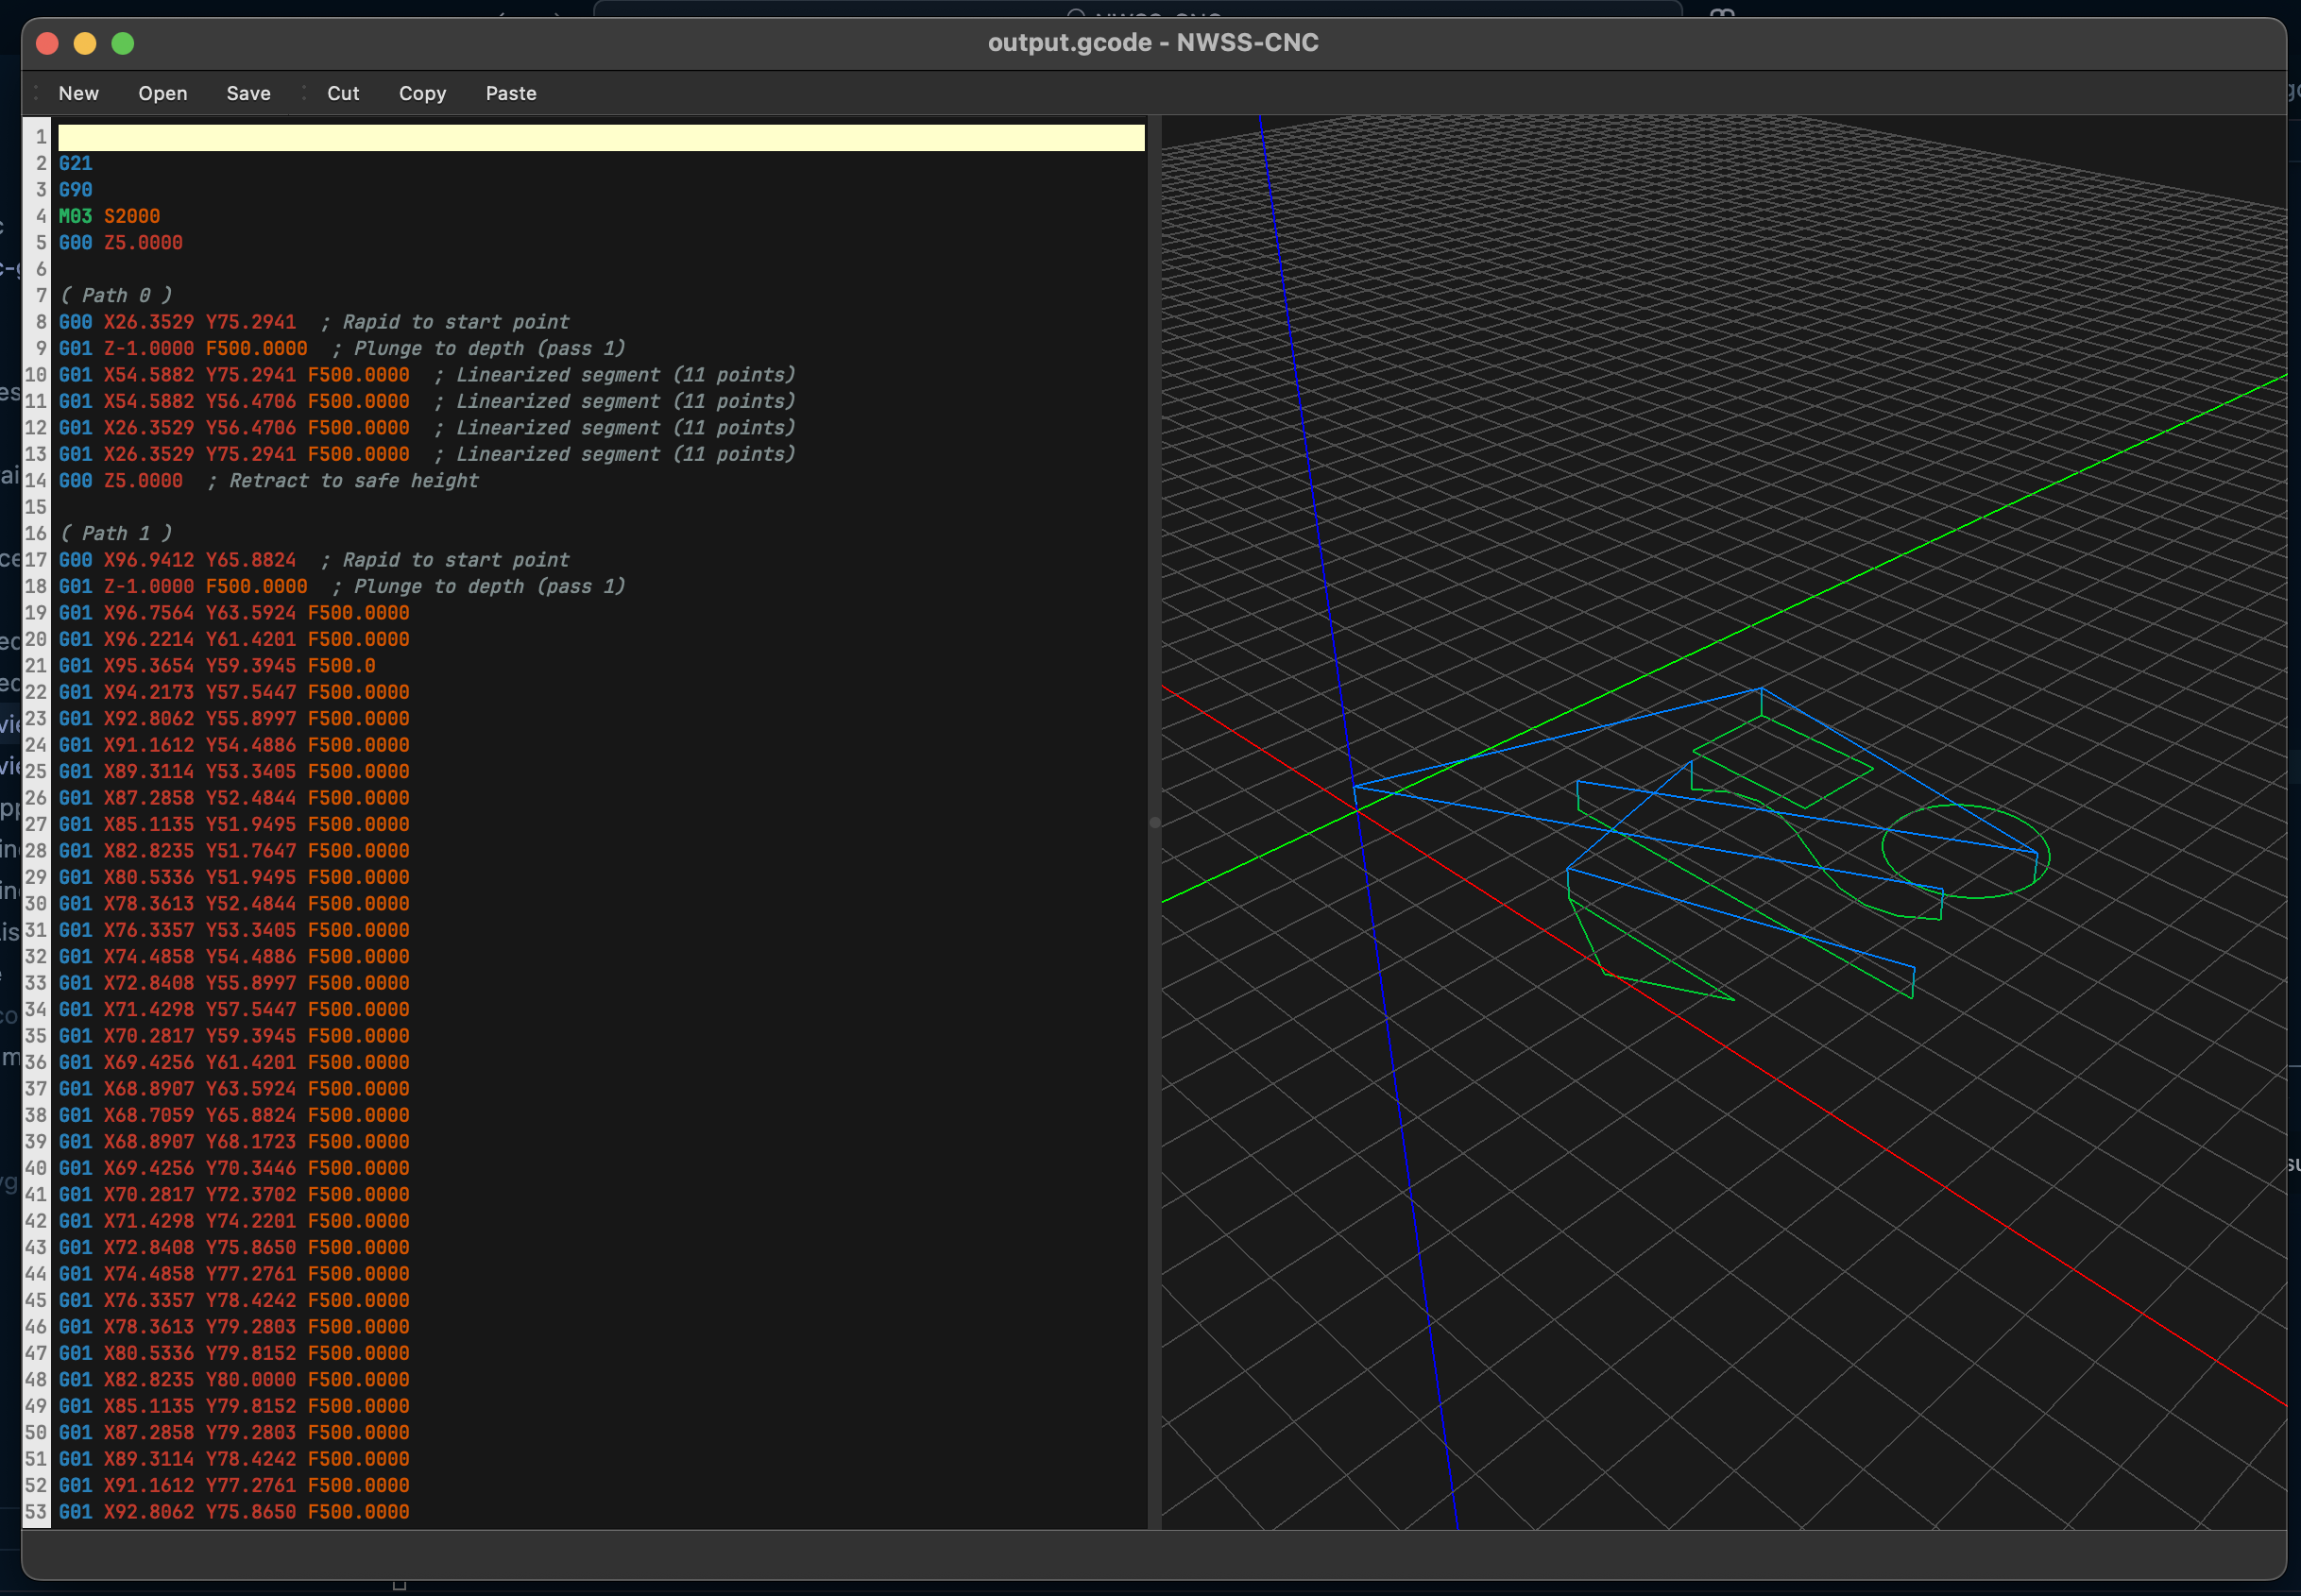 output.gcode - NWSS-CNC
New Open Save Cut Copy Paste
1
2 G21
3 G90
4 M03 S2000
5 G00 Z5.0000
6
7 ( Path 0 )
8 G00 X26.3529 Y75.2941 ; Rapid to start point
9 G01 Z-1.0000 F500.0000 ; Plunge to depth (pass 1)
10 G01 X54.5882 Y75.2941 F500.0000 ; Linearized segment (11 points)
11 G01 X54.5882 Y56.4706 F500.0000 ; Linearized segment (11 points)
12 G01 X26.3529 Y56.4706 F500.0000 ; Linearized segment (11 points)
13 G01 X26.3529 Y75.2941 F500.0000 ; Linearized segment (11 points)
14 G00 Z5.0000 ; Retract to safe height
15
16 ( Path 1 )
17 G00 X96.9412 Y65.8824 ; Rapid to start point
18 G01 Z-1.0000 F500.0000 ; Plunge to depth (pass 1)
19 G01 X96.7564 Y63.5924 F500.0000
20 G01 X96.2214 Y61.4201 F500.0000
21 G01 X95.3654 Y59.3945 F500.0
22 G01 X94.2173 Y57.5447 F500.0000
23 G01 X92.8062 Y55.8997 F500.0000
24 G01 X91.1612 Y54.4886 F500.0000
25 G01 X89.3114 Y53.3405 F500.0000
26 G01 X87.2858 Y52.4844 F500.0000
27 G01 X85.1135 Y51.9495 F500.0000
28 G01 X82.8235 Y51.7647 F500.0000
29 G01 X80.5336 Y51.9495 F500.0000
30 G01 X78.3613 Y52.4844 F500.0000
31 G01 X76.3357 Y53.3405 F500.0000
32 G01 X74.4858 Y54.4886 F500.0000
33 G01 X72.8408 Y55.8997 F500.0000
34 G01 X71.4298 Y57.5447 F500.0000
35 G01 X70.2817 Y59.3945 F500.0000
36 G01 X69.4256 Y61.4201 F500.0000
37 G01 X68.8907 Y63.5924 F500.0000
38 G01 X68.7059 Y65.8824 F500.0000
39 G01 X68.8907 Y68.1723 F500.0000
40 G01 X69.4256 Y70.3446 F500.0000
41 G01 X70.2817 Y72.3702 F500.0000
42 G01 X71.4298 Y74.2201 F500.0000
43 G01 X72.8408 Y75.8650 F500.0000
44 G01 X74.4858 Y77.2761 F500.0000
45 G01 X76.3357 Y78.4242 F500.0000
46 G01 X78.3613 Y79.2803 F500.0000
47 G01 X80.5336 Y79.8152 F500.0000
48 G01 X82.8235 Y80.0000 F500.0000
49 G01 X85.1135 Y79.8152 F500.0000
50 G01 X87.2858 Y79.2803 F500.0000
51 G01 X89.3114 Y78.4242 F500.0000
52 G01 X91.1612 Y77.2761 F500.0000
53 G01 X92.8062 Y75.8650 F500.0000